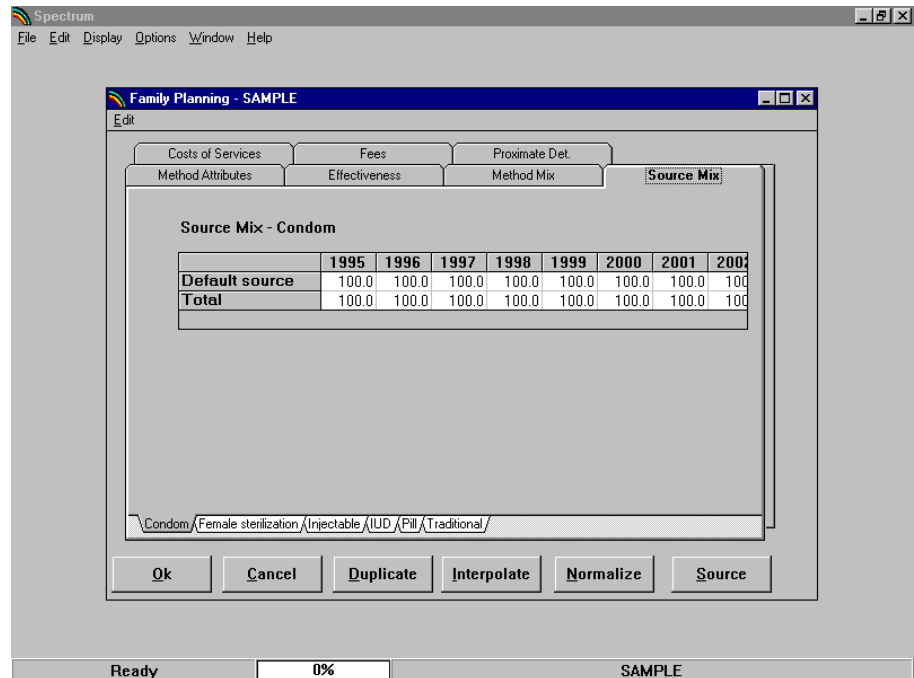 Spectrum
File Edit Display Options Window Help
Family Planning - SAMPLE
Edit
Costs of Services Fees Proximate Det.
Method Attributes Effectiveness Method Mix Source Mix
Source Mix - Condom
1995 1996 1997 1998 1999 2000 2001 2002
Default source 100.0 100.0 100.0 100.0 100.0 100.0 100.0 100
Total 100.0 100.0 100.0 100.0 100.0 100.0 100.0 100
Condom Female sterilization Injectable IUD Pill Traditional
Ok Cancel Duplicate Interpolate Normalize Source
Ready 0% SAMPLE